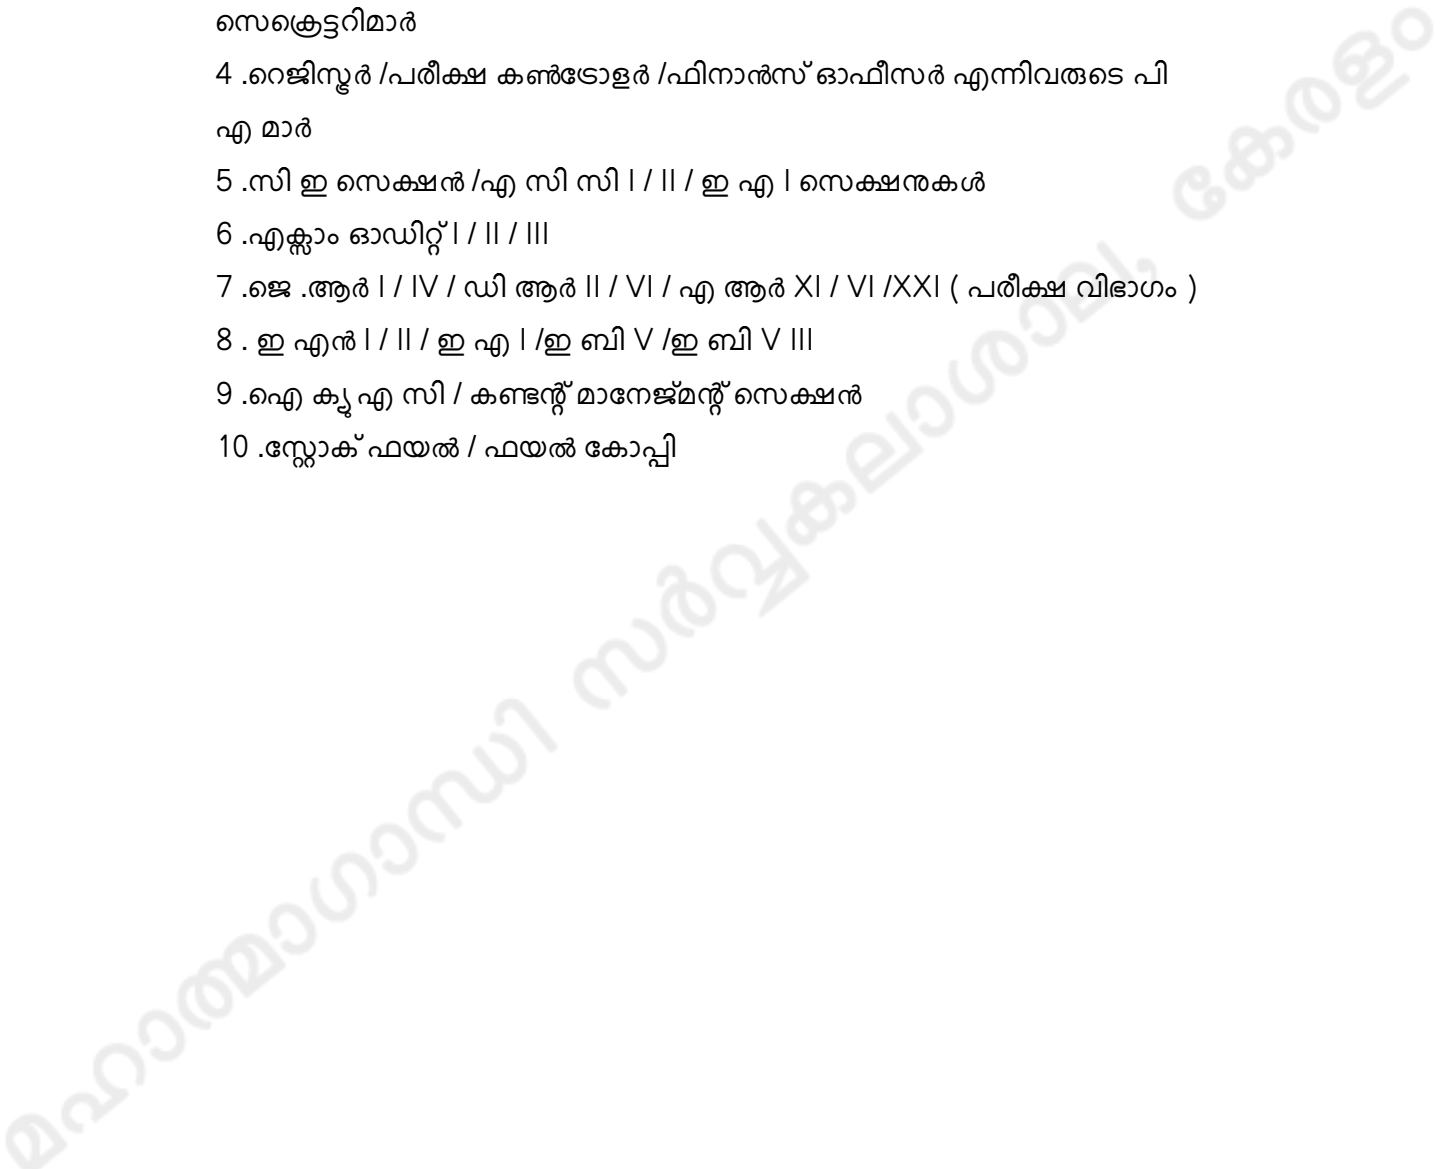 സെക്രെട്ടറിമാർ
4 .റെജിസ്ട്രർ /പരീക്ഷ കൺട്രോളർ /ഫിനാൻസ് ഓഫീസർ എന്നിവരുടെ പി
എ മാർ
5 .സി ഇ സെക്ഷൻ /എ സി സി I / II / ഇ എ I സെക്ഷനുകൾ
6 .എക്സാം ഓഡിറ്റ് I / II / III
7 .ജെ .ആർ I / IV / ഡി ആർ II / VI / എ ആർ XI / VI /XXI ( പരീക്ഷ വിഭാഗം )
8 . ഇ എൻ I / II / ഇ എ I /ഇ ബി V /ഇ ബി V III
9 .ഐ ക്യു എ സി / കണ്ടന്റ് മാനേജ്മന്റ് സെക്ഷൻ
10 .സ്റ്റോക് ഫയൽ / ഫയൽ കോപ്പി
മഹാത്മാഗാന്ധി സർവ്വകലാശാല, കേരളം